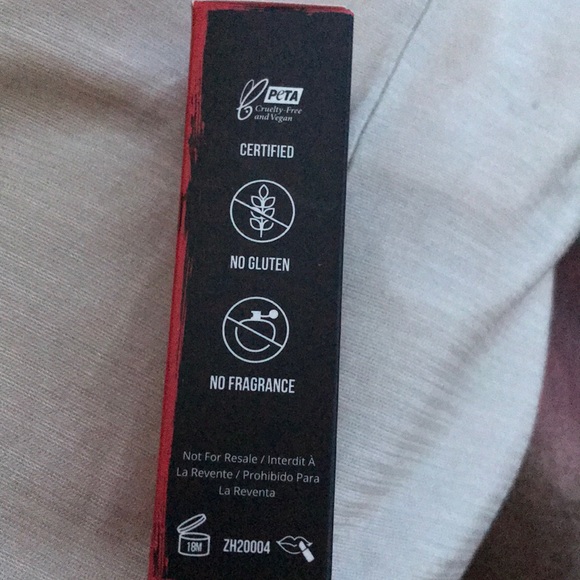 PETA
Cruelty-Free
and Vegan
CERTIFIED
NO GLUTEN
NO FRAGRANCE
Not For Resale / Interdit À
La Revente / Prohibído Para
La Reventa
18M ZH20004